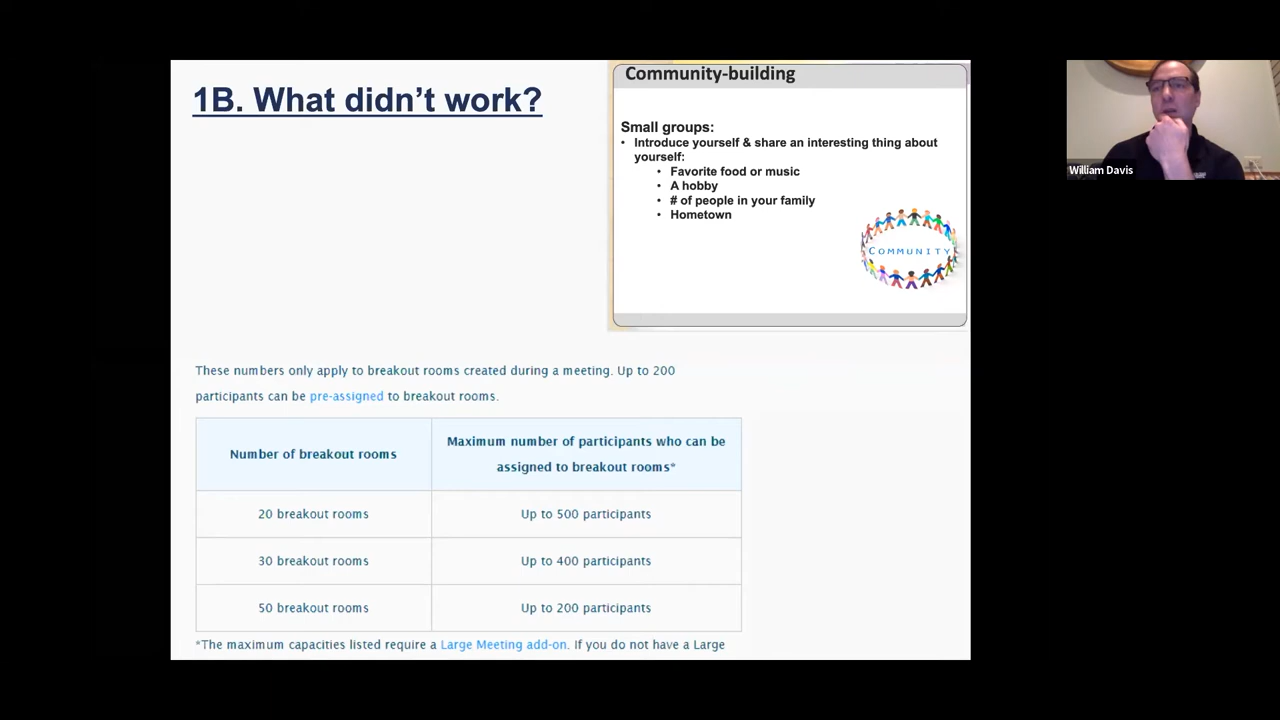 1B. What didn't work?
Community-building
Small groups:
• Introduce yourself & share an interesting thing about
yourself:
• Favorite food or music
• A hobby
• # of people in your family
• Hometown
COMMUNITY
William Davis
These numbers only apply to breakout rooms created during a meeting. Up to 200
participants can be pre-assigned to breakout rooms.
Number of breakout rooms
Maximum number of participants who can be
assigned to breakout rooms*
20 breakout rooms
Up to 500 participants
30 breakout rooms
Up to 400 participants
50 breakout rooms
Up to 200 participants
*The maximum capacities listed require a Large Meeting add-on. If you do not have a Large